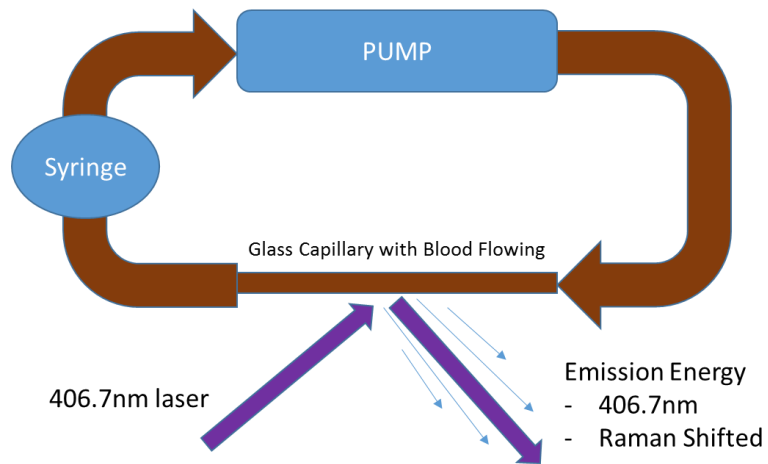 PUMP
Syringe
Glass Capillary with Blood Flowing
406.7nm laser
Emission Energy
- 406.7nm
- Raman Shifted